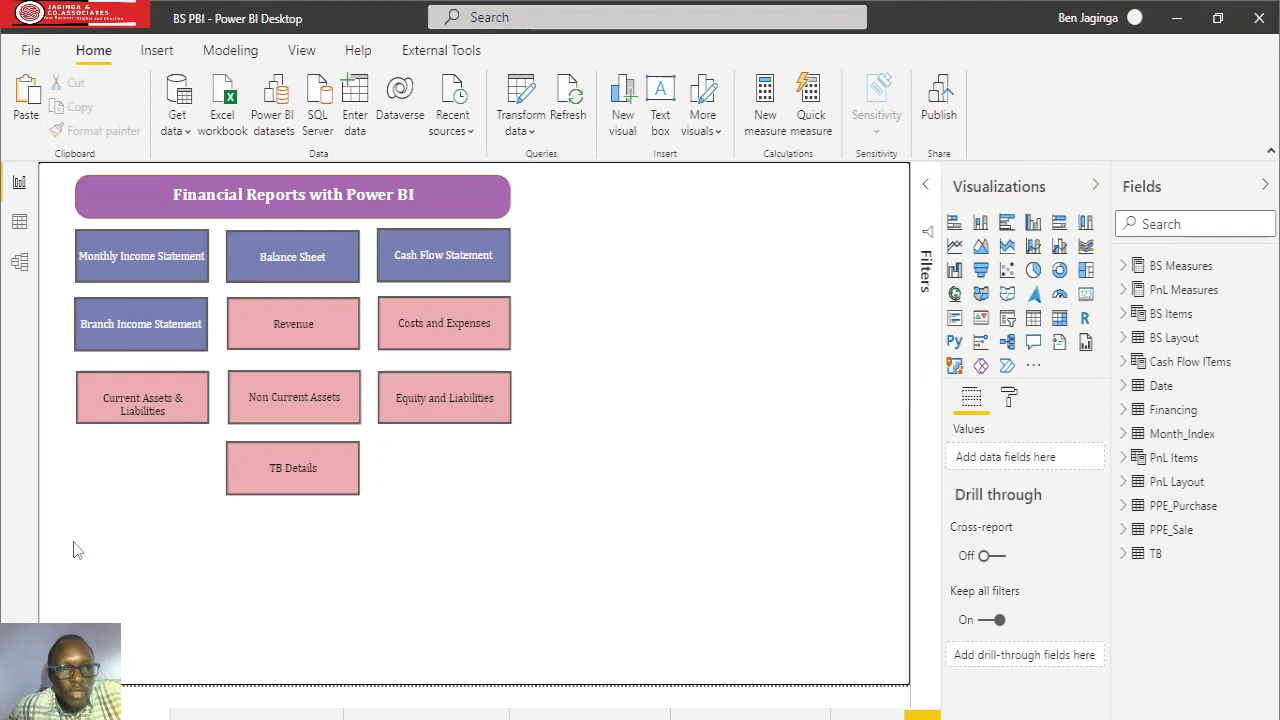 JAGINGA
& CO.ASSOCIATES
BS PBI - Power BI Desktop
Search
Ben Jaginga
File
Home
Insert
Modeling
View
Help
External Tools
Paste
Cut
Copy
Format painter
Clipboard
Get
data
Excel
workbook
Power BI
datasets
SQL
Server
Enter
data
Dataverse
Recent
sources
Data
Transform
data
Refresh
Queries
New
visual
A
Text
box
More
visuals
Insert
New
measure
Quick
measure
Calculations
Sensitivity
Sensitivity
Publish
Share
Financial Reports with Power BI
Monthly Income Statement
Balance Sheet
Cash Flow Statement
Branch Income Statement
Revenue
Costs and Expenses
Current Assets &
Liabilities
Non Current Assets
Equity and Liabilities
TB Details
Filters
Visualizations
123
R
Py
Values
Add data fields here
Drill through
Cross-report
Off
Keep all filters
On
Add drill-through fields here
Fields
Search
BS Measures
PnL Measures
BS Items
BS Layout
Cash Flow ITems
Date
Financing
Month_Index
PnL Items
PnL Layout
PPE_Purchase
PPE_Sale
TB